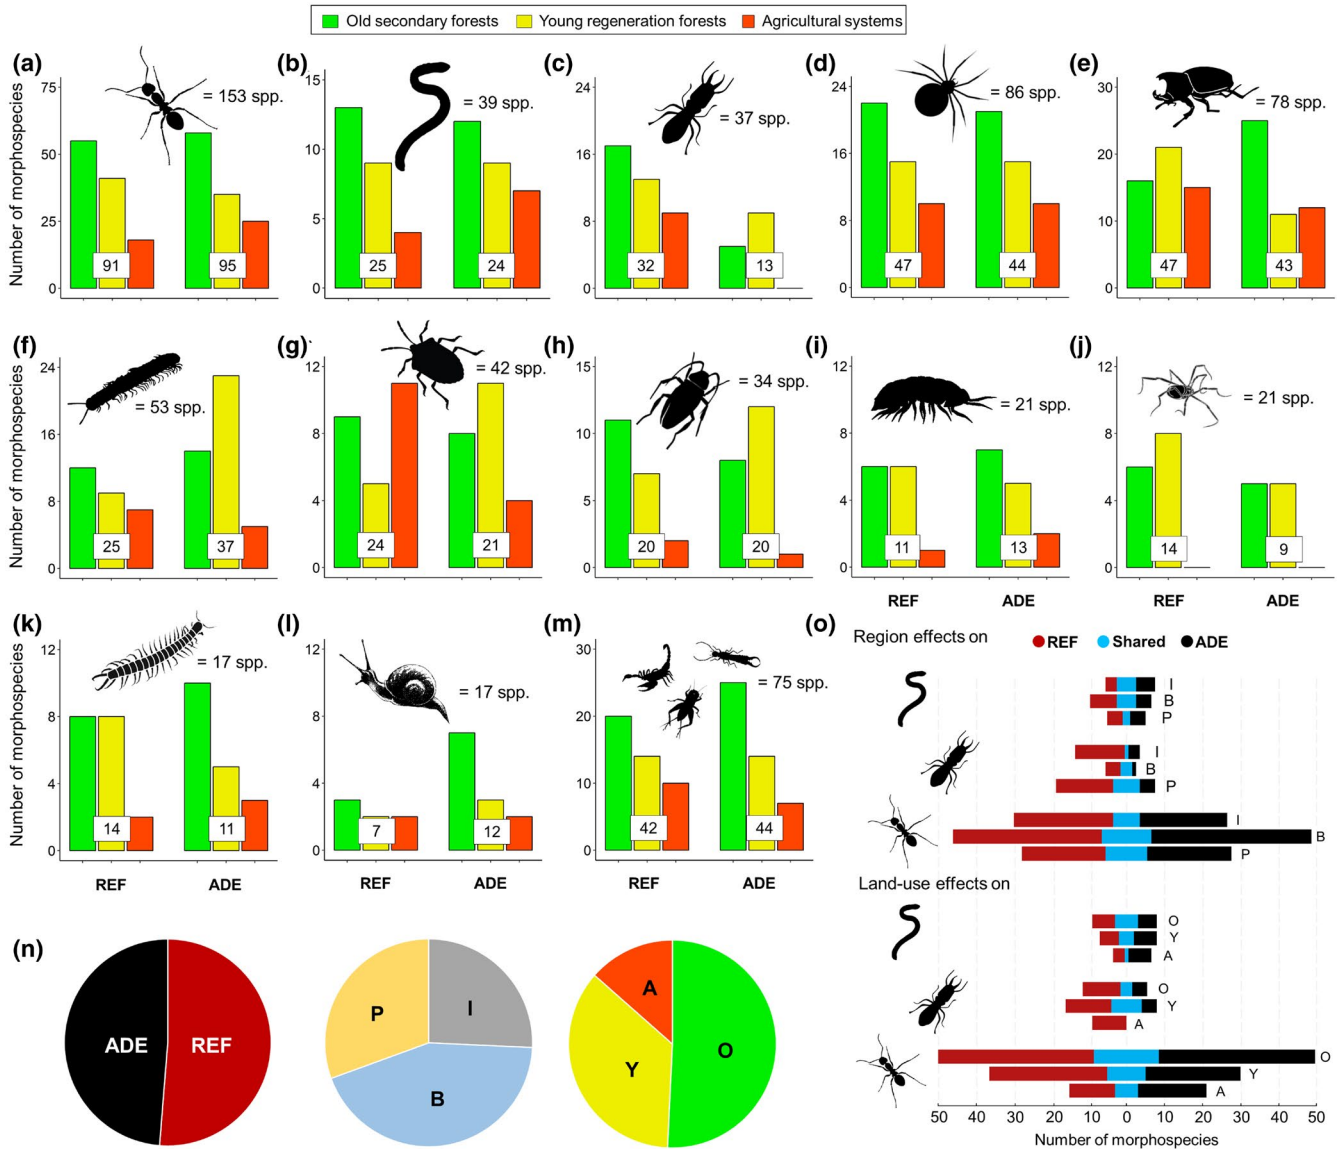 Old secondary forests Young regeneration forests Agricultural systems
(a) = 153 spp.
(b) = 39 spp.
(c) = 37 spp.
(d) = 86 spp.
(e) = 78 spp.
Number of morphospecies
75
50
25
0
91 95
15
10
5
0
25 24
24
16
8
0
32 13
24
16
8
0
47 44
30
20
10
0
47 43
(f) = 53 spp.
(g) = 42 spp.
(h) = 34 spp.
(i) = 21 spp.
(j) = 21 spp.
Number of morphospecies
24
16
8
0
25 37
12
8
4
0
24 21
15
10
5
0
20 20
12
8
4
0
11 13
REF ADE
12
8
4
0
14 9
REF ADE
(k) = 17 spp.
(l) = 17 spp.
(m) = 75 spp.
Number of morphospecies
12
8
4
0
14 11
REF ADE
12
8
4
0
7 12
REF ADE
30
20
10
0
42 44
REF ADE
(n)
ADE REF
P I
B
A
Y O
(o) Region effects on
REF Shared ADE
I
B
P
I
B
P
I
B
P
Land-use effects on
O
Y
A
O
Y
A
O
Y
A
50 40 30 20 10 0 10 20 30 40 50
Number of morphospecies